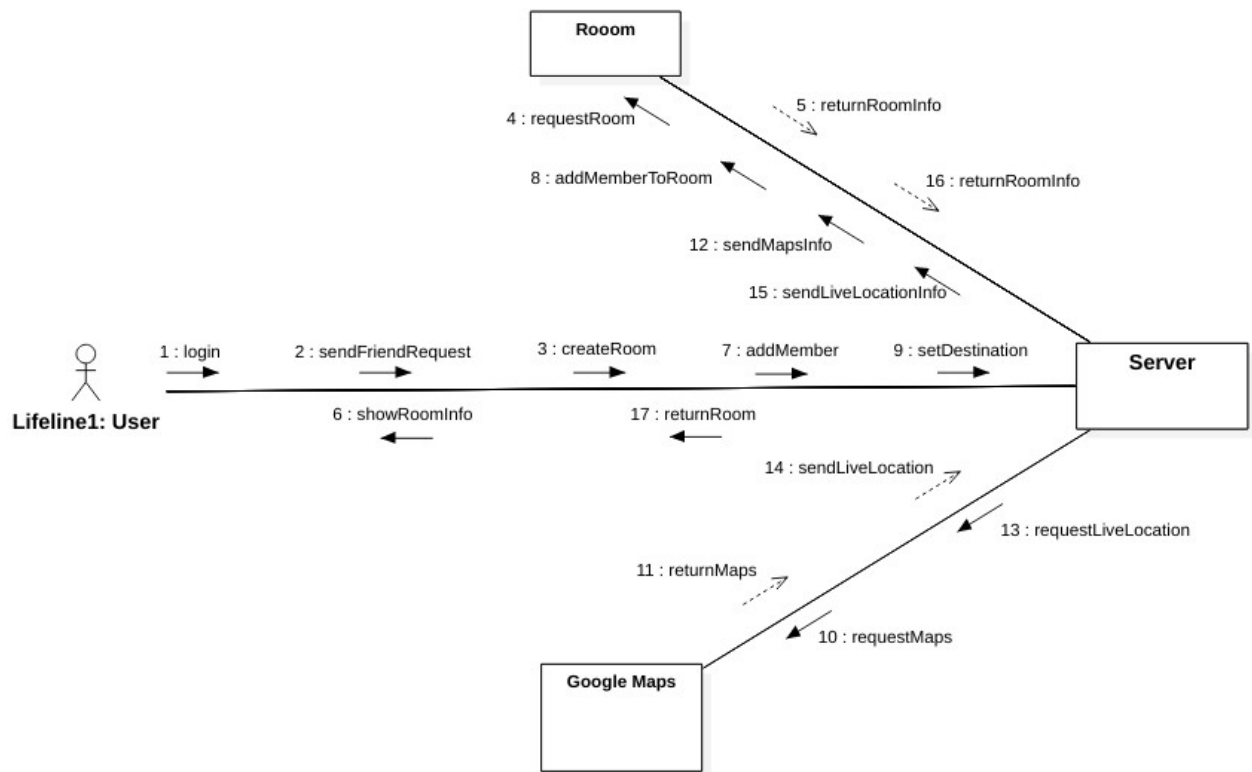 Rooom
5 : returnRoomInfo
4 : requestRoom
8 : addMemberToRoom
16 : returnRoomInfo
12 : sendMapsInfo
15 : sendLiveLocationInfo
1 : login
2 : sendFriendRequest
3 : createRoom
7 : addMember
9 : setDestination
Server
Lifeline1: User
6 : showRoomInfo
17 : returnRoom
14 : sendLiveLocation
13 : requestLiveLocation
11 : returnMaps
10 : requestMaps
Google Maps